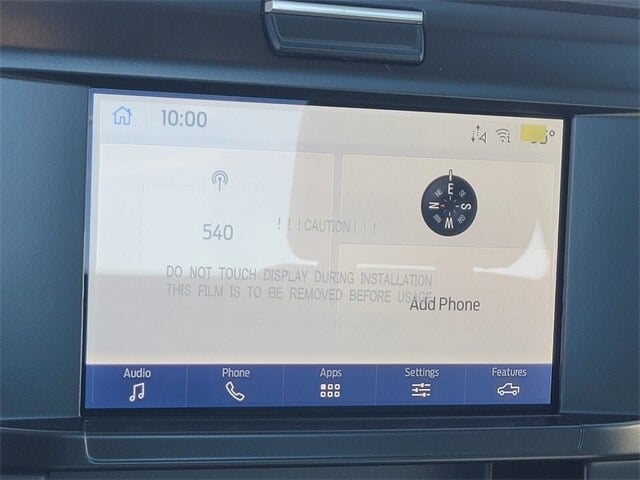 10:00
540
! ! ! CAUTION ! ! !
DO NOT TOUCH DISPLAY DURING INSTALLATION
THIS FILM IS TO BE REMOVED BEFORE USAGE
E
N
S
W
Add Phone
Audio
Phone
Apps
Settings
Features